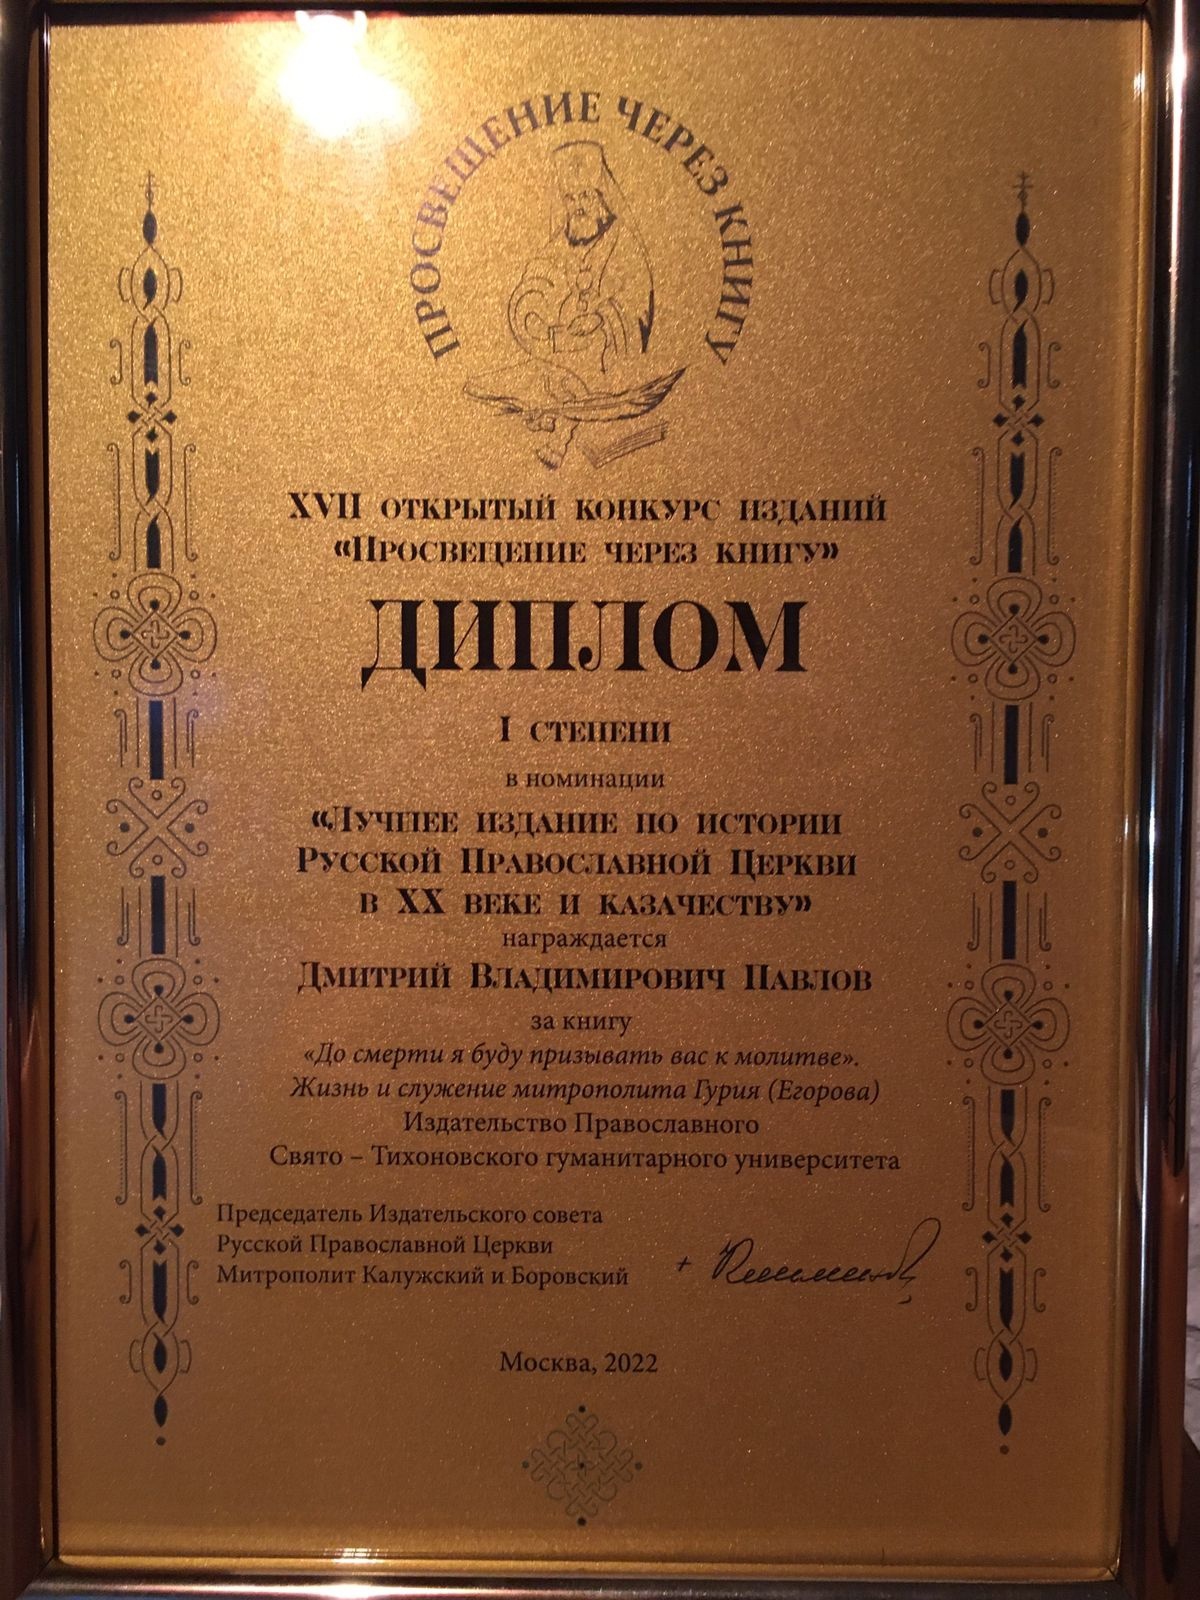 ПРОСВЕЩЕНИЕ ЧЕРЕЗ КНИГУ
XVII ОТКРЫТЫЙ КОНКУРС ИЗДАНИЙ
«ПРОСВЕЩЕНИЕ ЧЕРЕЗ КНИГУ»
ДИПЛОМ
I СТЕПЕНИ
в номинации
«ЛУЧШЕЕ ИЗДАНИЕ ПО ИСТОРИИ
РУССКОЙ ПРАВОСЛАВНОЙ ЦЕРКВИ
В XX ВЕКЕ И КАЗАЧЕСТВУ»
награждается
ДМИТРИЙ ВЛАДИМИРОВИЧ ПАВЛОВ
за книгу
«До смерти я буду призывать вас к молитве».
Жизнь и служение митрополита Гурия (Егорова)
Издательство Православного
Свято – Тихоновского гуманитарного университета
Председатель Издательского совета
Русской Православной Церкви
Митрополит Калужский и Боровский
Москва, 2022